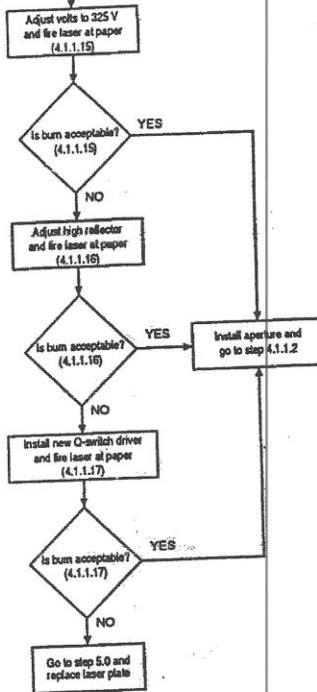 Adjust volts to 325 V
and fire laser at paper
(4.1.1.15)
Is burn acceptable?
(4.1.1.15)
YES
NO
Adjust high reflector
and fire laser at paper
(4.1.1.16)
Is burn acceptable?
(4.1.1.16)
YES
Install aperture and
go to step 4.1.1.2
NO
Install new Q-switch driver
and fire laser at paper
(4.1.1.17)
Is burn acceptable?
(4.1.1.17)
YES
NO
Go to step 5.0 and
replace laser plate